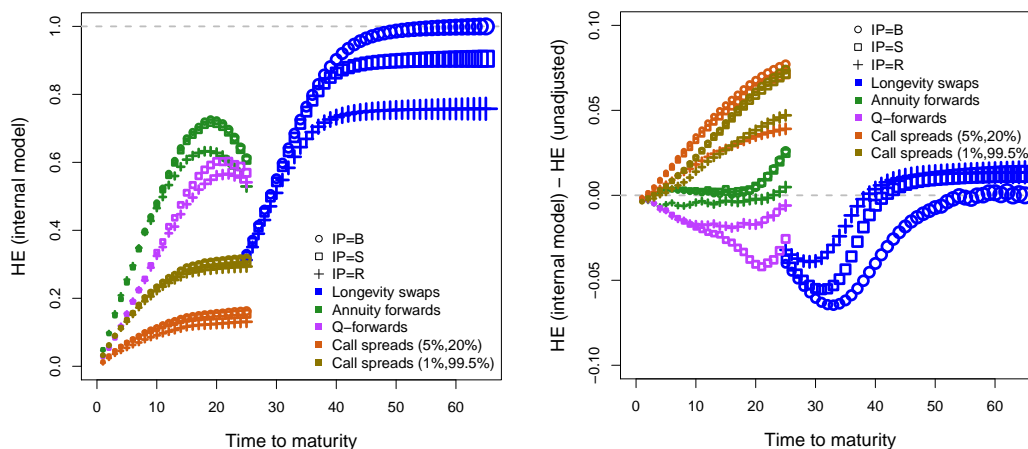 HE (internal model)
1.0
0.8
0.6
0.4
0.2
0.0
IP=B
IP=S
IP=R
Longevity swaps
Annuity forwards
Q−forwards
Call spreads (5%,20%)
Call spreads (1%,99.5%)
0 10 20 30 40 50 60
Time to maturity
HE (internal model) − HE (unadjusted)
0.10
0.05
0.00
−0.05
−0.10
IP=B
IP=S
IP=R
Longevity swaps
Annuity forwards
Q−forwards
Call spreads (5%,20%)
Call spreads (1%,99.5%)
0 10 20 30 40 50 60
Time to maturity